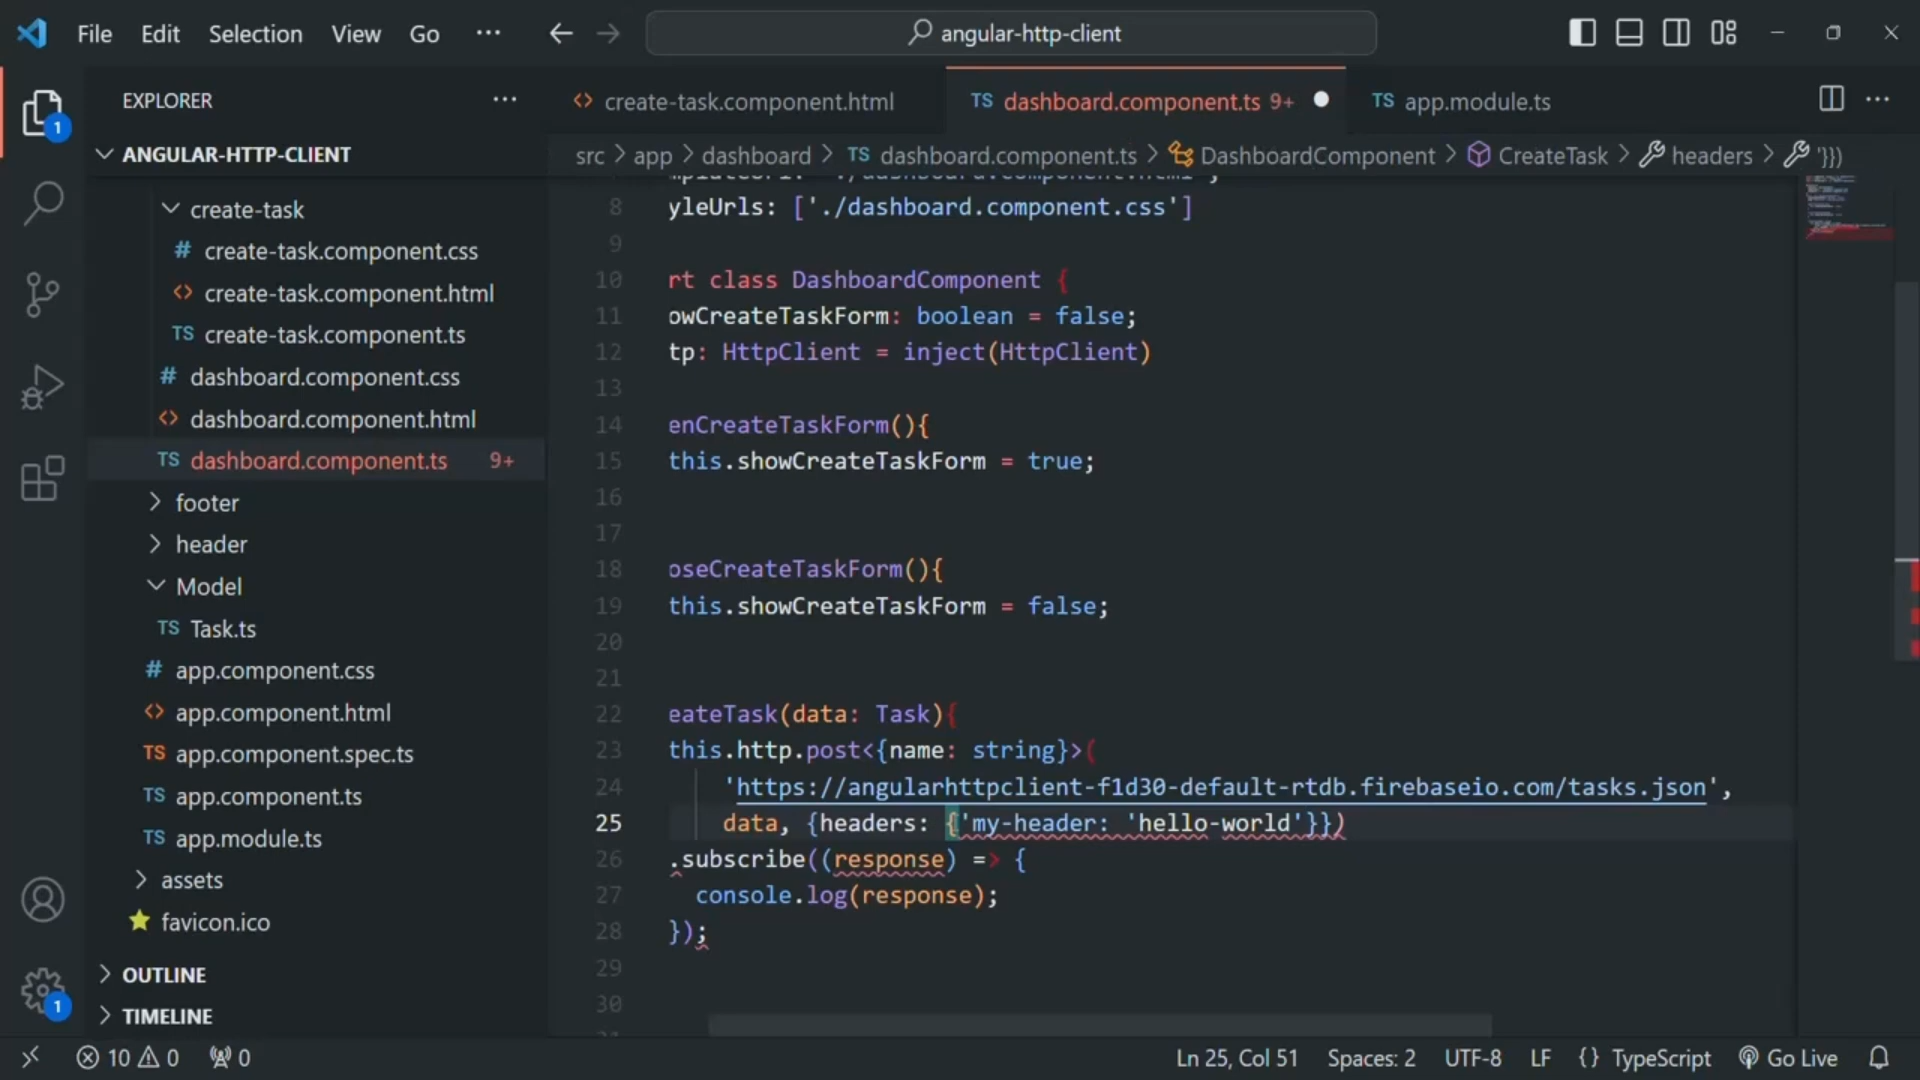 File Edit Selection View Go ··· angular-http-client
EXPLORER ···
ANGULAR-HTTP-CLIENT
create-task
# create-task.component.css
<> create-task.component.html
TS create-task.component.ts
# dashboard.component.css
<> dashboard.component.html
TS dashboard.component.ts 9+
footer
header
Model
TS Task.ts
# app.component.css
<> app.component.html
TS app.component.spec.ts
TS app.component.ts
TS app.module.ts
assets
favicon.ico
OUTLINE
TIMELINE
1
1
<> create-task.component.html TS dashboard.component.ts 9+ TS app.module.ts ···
src > app > dashboard > TS dashboard.component.ts > DashboardComponent > CreateTask > headers > '}})
8 yleUrls: ['./dashboard.component.css']
9
10 rt class DashboardComponent {
11 owCreateTaskForm: boolean = false;
12 tp: HttpClient = inject(HttpClient)
13
14 enCreateTaskForm(){
15 this.showCreateTaskForm = true;
16
17
18 oseCreateTaskForm(){
19 this.showCreateTaskForm = false;
20
21
22 eateTask(data: Task){
23 this.http.post<{name: string}>(
24 'https://angularhttpclient-f1d30-default-rtdb.firebaseio.com/tasks.json',
25 data, {headers: {'my-header: 'hello-world'}})
26 .subscribe((response) => {
27 console.log(response);
28 });
29
30
10 0 0 Ln 25, Col 51 Spaces: 2 UTF-8 LF {} TypeScript Go Live